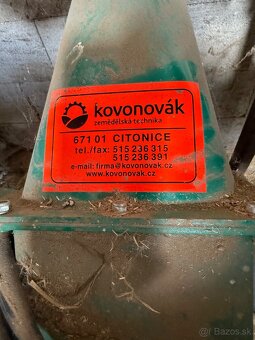 kovonovák
zemědělská technika
671 01 CITONICE
tel./fax: 515 236 315
515 236 391
e-mail: firma@kovonovak.cz
www.kovonovak.cz
Bazos.sk